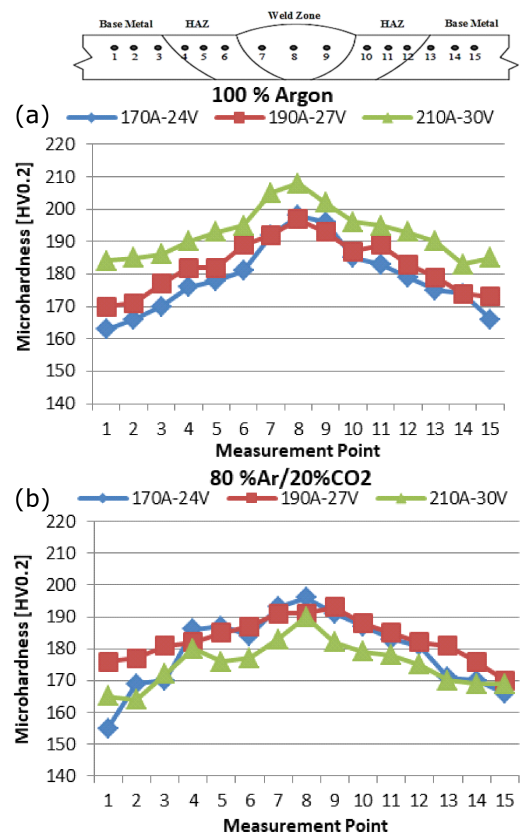 Base Metal HAZ Weld Zone HAZ Base Metal
1 2 3 4 5 6 7 8 9 10 11 12 13 14 15
100 % Argon
(a)
170A-24V 190A-27V 210A-30V
Microhardness [HV0.2]
220
210
200
190
180
170
160
150
140
1 2 3 4 5 6 7 8 9 10 11 12 13 14 15
Measurement Point
80 %Ar/20%CO2
(b)
170A-24V 190A-27V 210A-30V
Microhardness [HV0.2]
220
210
200
190
180
170
160
150
140
1 2 3 4 5 6 7 8 9 10 11 12 13 14 15
Measurement Point